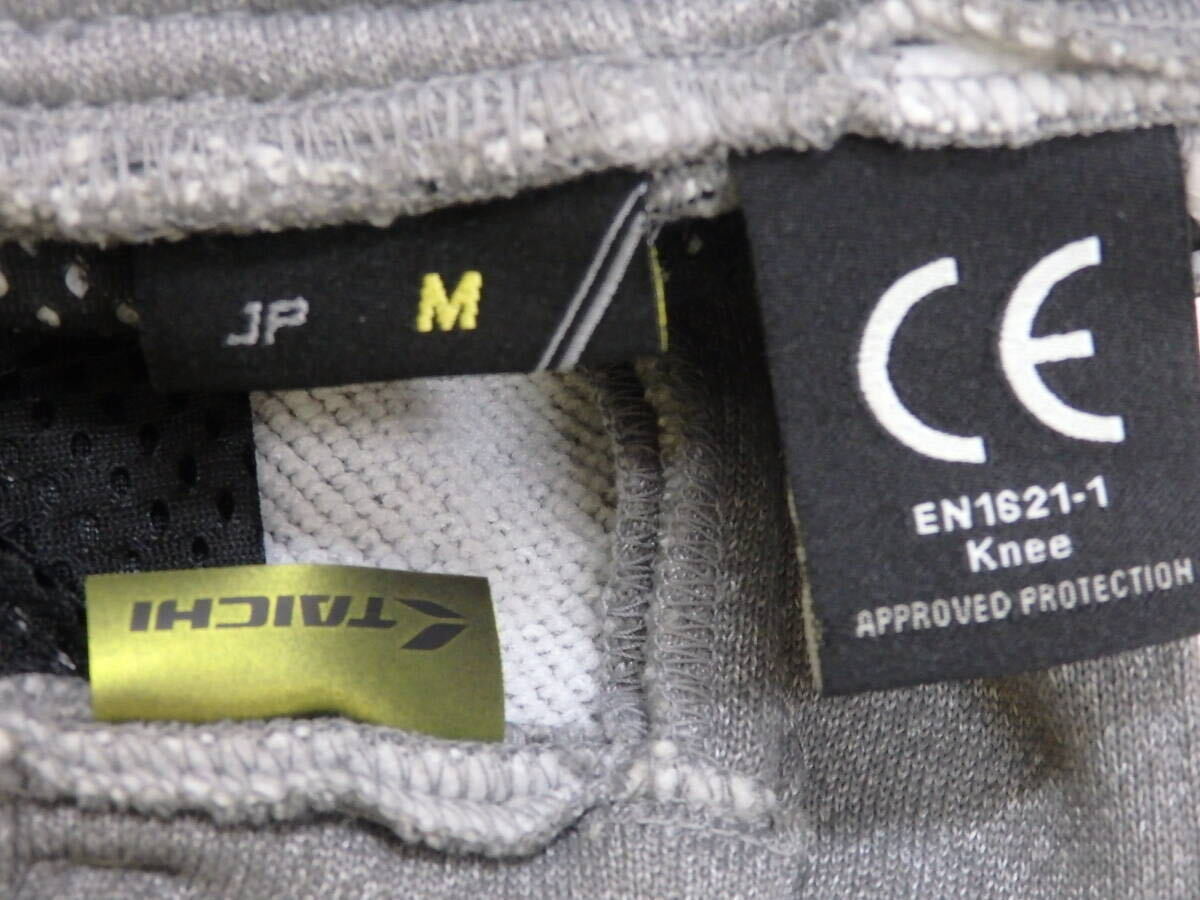 JP M
CE
EN1621-1
Knee
APPROVED PROTECTION
TAICHI